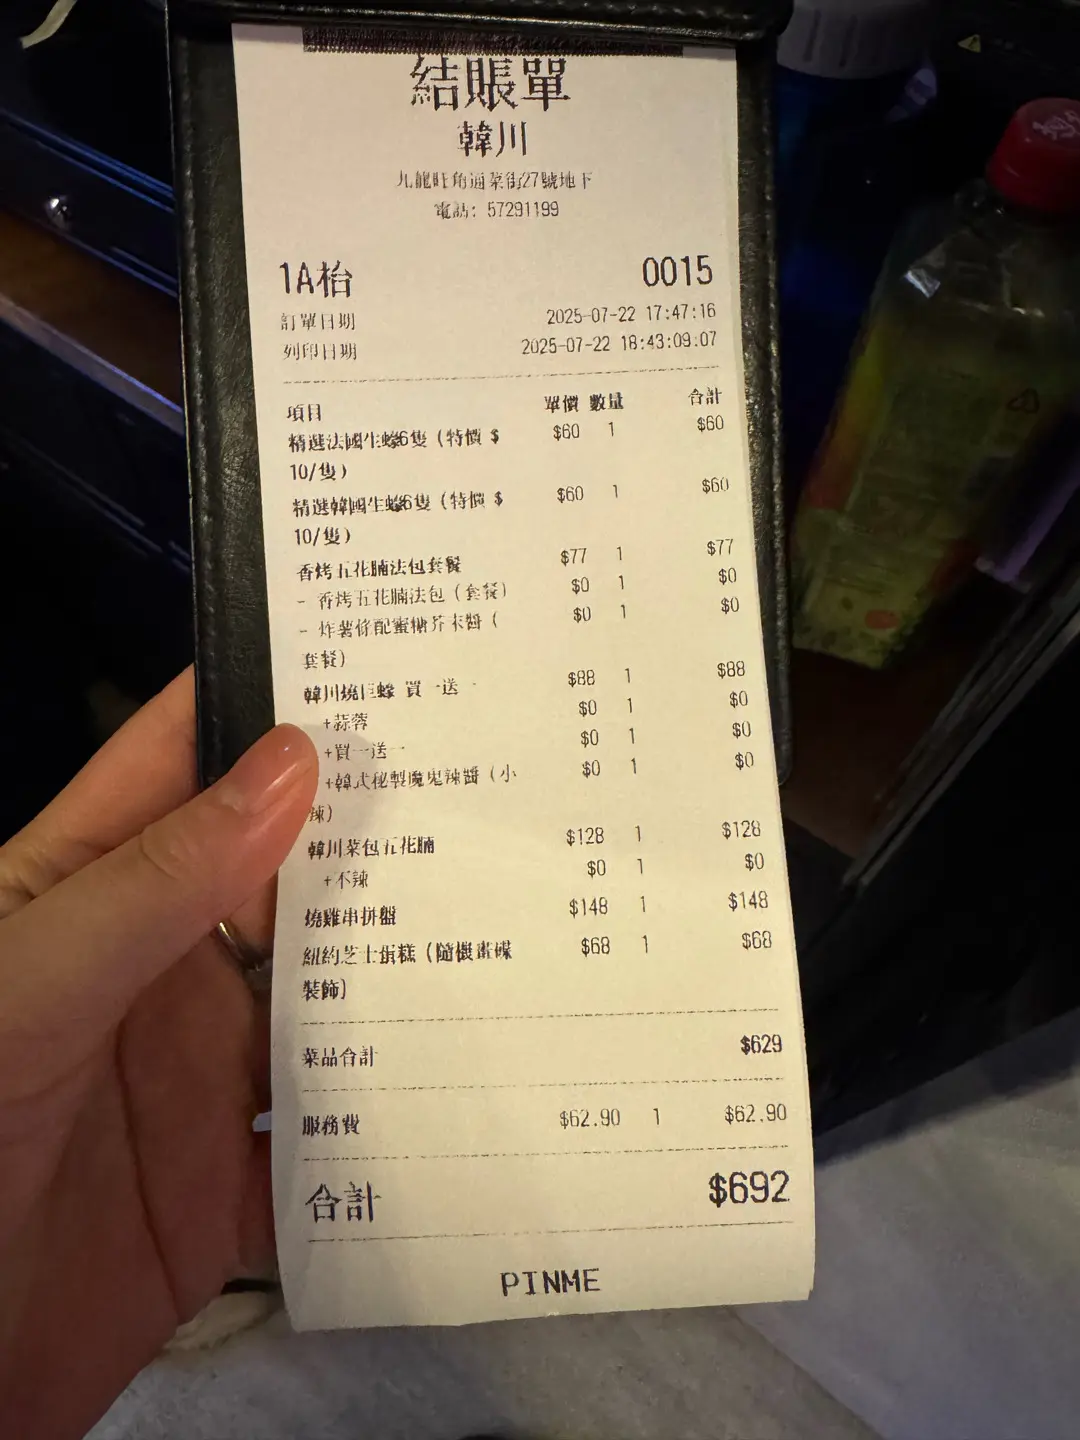 結賬單
韓川
九龍旺角通菜街27號地下
電話: 57291199
1A枱 0015
訂單日期 2025-07-22 17:47:16
列印日期 2025-07-22 18:43:09.07
項目 單價 數量 合計
精選法國生蠔6隻 (特價 $ $60 1 $60
10/隻)
精選韓國生蠔6隻 (特價 $ $60 1 $60
10/隻)
香烤五花腩法包套餐 $77 1 $77
- 香烤五花腩法包 (套餐) $0 1 $0
- 炸薯條配蜜糖芥末醬 ( $0 1 $0
套餐)
韓川燒巨蠔 買一送一 $88 1 $88
+蒜蓉 $0 1 $0
+買一送一 $0 1 $0
+韓式秘製魔鬼辣醬 (小 $0 1 $0
辣)
韓川菜包五花腩 $128 1 $128
+不辣 $0 1 $0
燒雞串拼盤 $148 1 $148
紐約芝士蛋糕 (隨機畫碟 $68 1 $68
裝飾)
菜品合計 $629
服務費 $62.90 1 $62.90
合計 $692
PINME